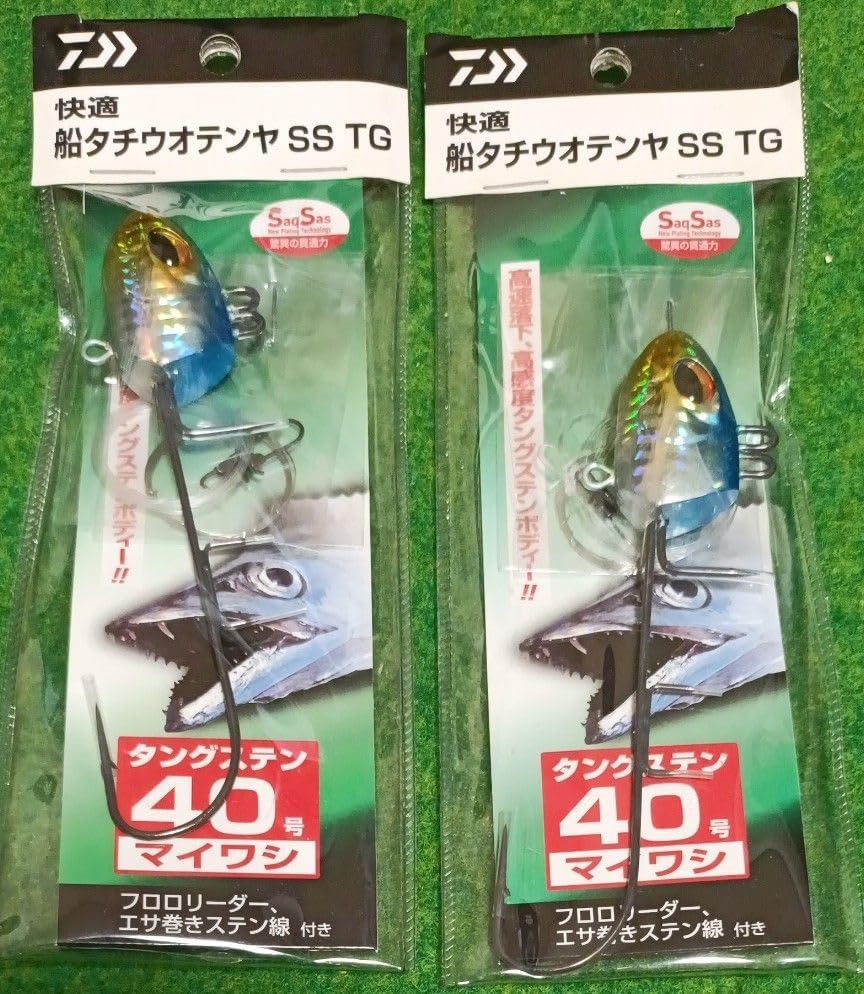 快適
船タチウオテンヤ SS TG
SaqSas
New Plating Technology
驚異の貫通力
度タングステンボディー!!
タングステン
40号
マイワシ
フロロリーダー、
エサ巻きステン線 付き
快適
船タチウオテンヤ SS TG
SaqSas
New Plating Technology
驚異の貫通力
高速落下、高感度タングステンボディー!!
タングステン
40号
マイワシ
フロロリーダー、
エサ巻きステン線 付き